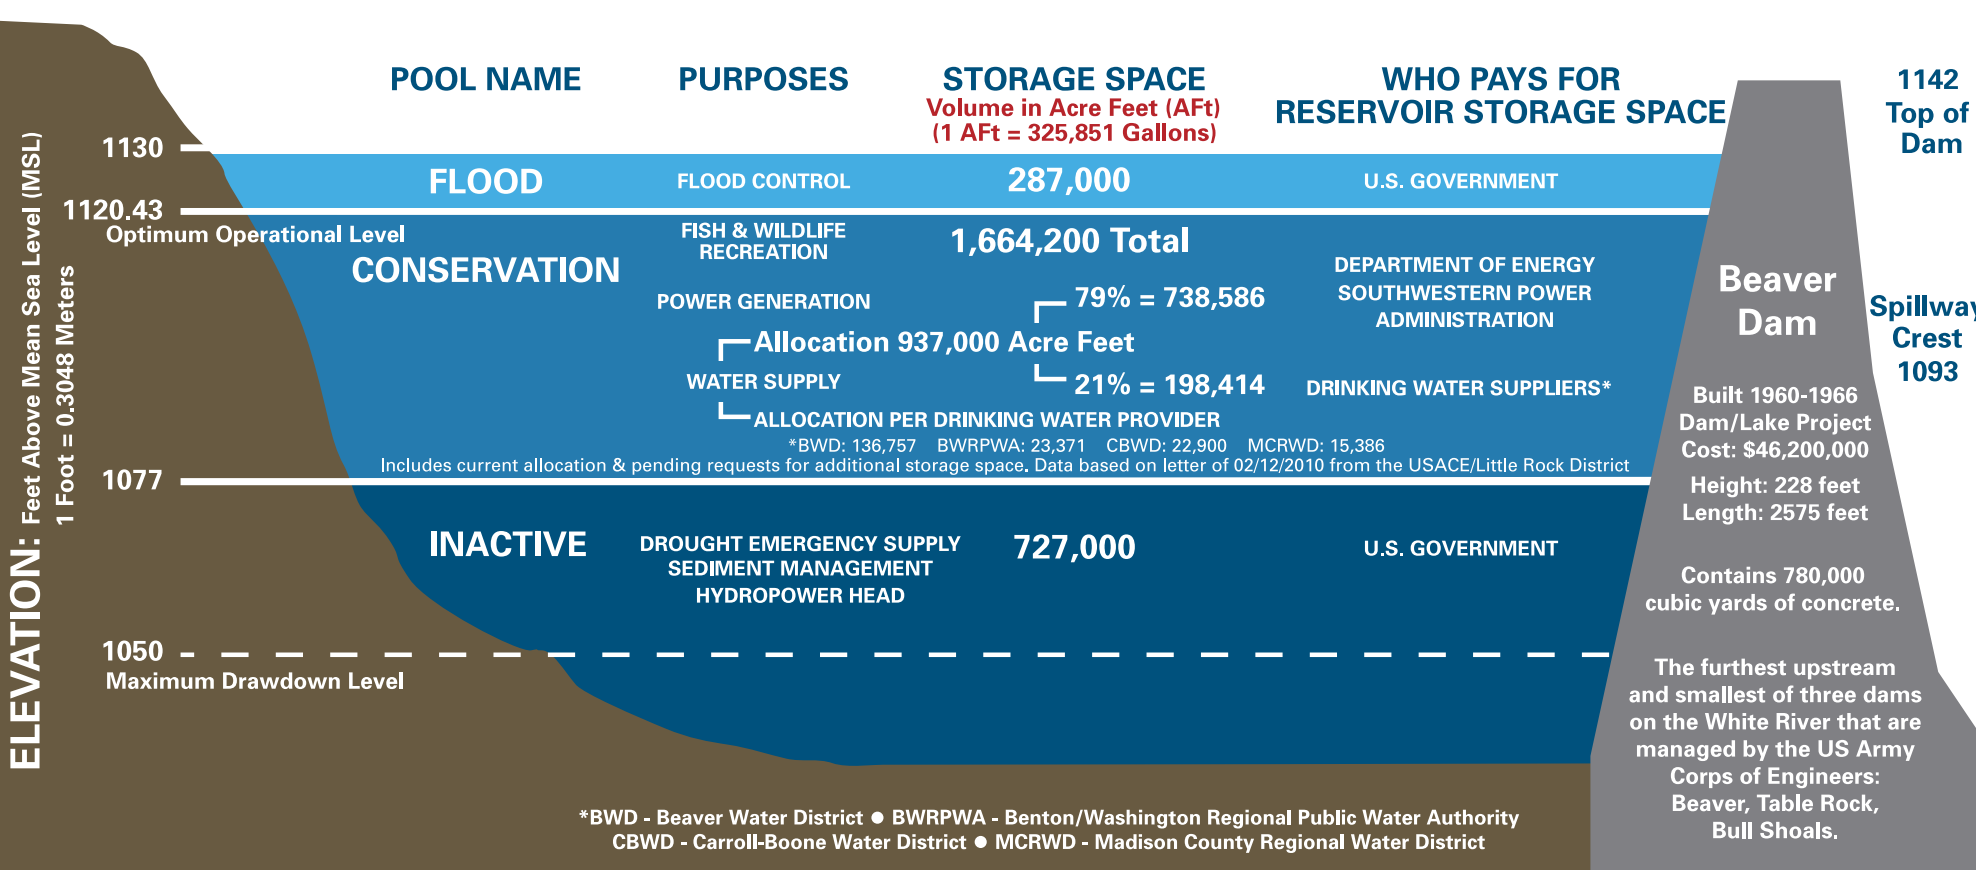 POOL NAME
PURPOSES
STORAGE SPACE
Volume in Acre Feet (AFt)
(1 AFt = 325,851 Gallons)
WHO PAYS FOR
RESERVOIR STORAGE SPACE
1142
Top of
Dam
ELEVATION: Feet Above Mean Sea Level (MSL)
1 Foot = 0.3048 Meters
1130
FLOOD
FLOOD CONTROL
287,000
U.S. GOVERNMENT
1120.43
Optimum Operational Level
CONSERVATION
FISH & WILDLIFE
RECREATION
1,664,200 Total
POWER GENERATION
79% = 738,586
DEPARTMENT OF ENERGY
SOUTHWESTERN POWER
ADMINISTRATION
Allocation 937,000 Acre Feet
WATER SUPPLY
21% = 198,414
DRINKING WATER SUPPLIERS*
ALLOCATION PER DRINKING WATER PROVIDER
*BWD: 136,757 BWRPWA: 23,371 CBWD: 22,900 MCRWD: 15,386
Includes current allocation & pending requests for additional storage space. Data based on letter of 02/12/2010 from the USACE/Little Rock District
1077
INACTIVE
DROUGHT EMERGENCY SUPPLY
SEDIMENT MANAGEMENT
HYDROPOWER HEAD
727,000
U.S. GOVERNMENT
1050
Maximum Drawdown Level
Beaver
Dam
Spillway
Crest
1093
Built 1960-1966
Dam/Lake Project
Cost: $46,200,000
Height: 228 feet
Length: 2575 feet
Contains 780,000
cubic yards of concrete.
The furthest upstream
and smallest of three dams
on the White River that are
managed by the US Army
Corps of Engineers:
Beaver, Table Rock,
Bull Shoals.
*BWD - Beaver Water District ● BWRPWA - Benton/Washington Regional Public Water Authority
CBWD - Carroll-Boone Water District ● MCRWD - Madison County Regional Water District